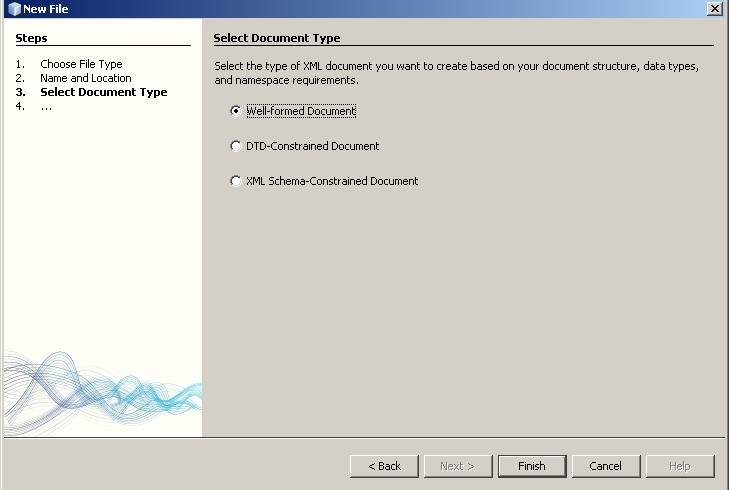 New File
Steps
1. Choose File Type
2. Name and Location
3. Select Document Type
4. ...
Select Document Type
Select the type of XML document you want to create based on your document structure, data types,
and namespace requirements.
Well-formed Document
DTD-Constrained Document
XML Schema-Constrained Document
< Back Next > Finish Cancel Help